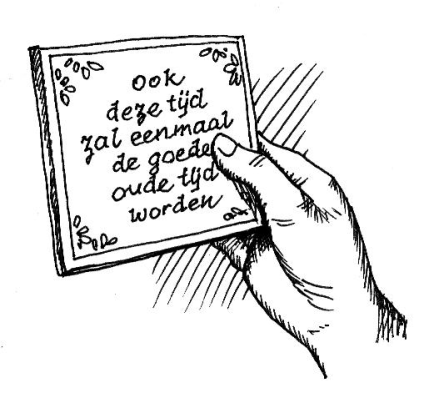 ook
deze tijd
zal eenmaal
de goede
oude tijd
worden